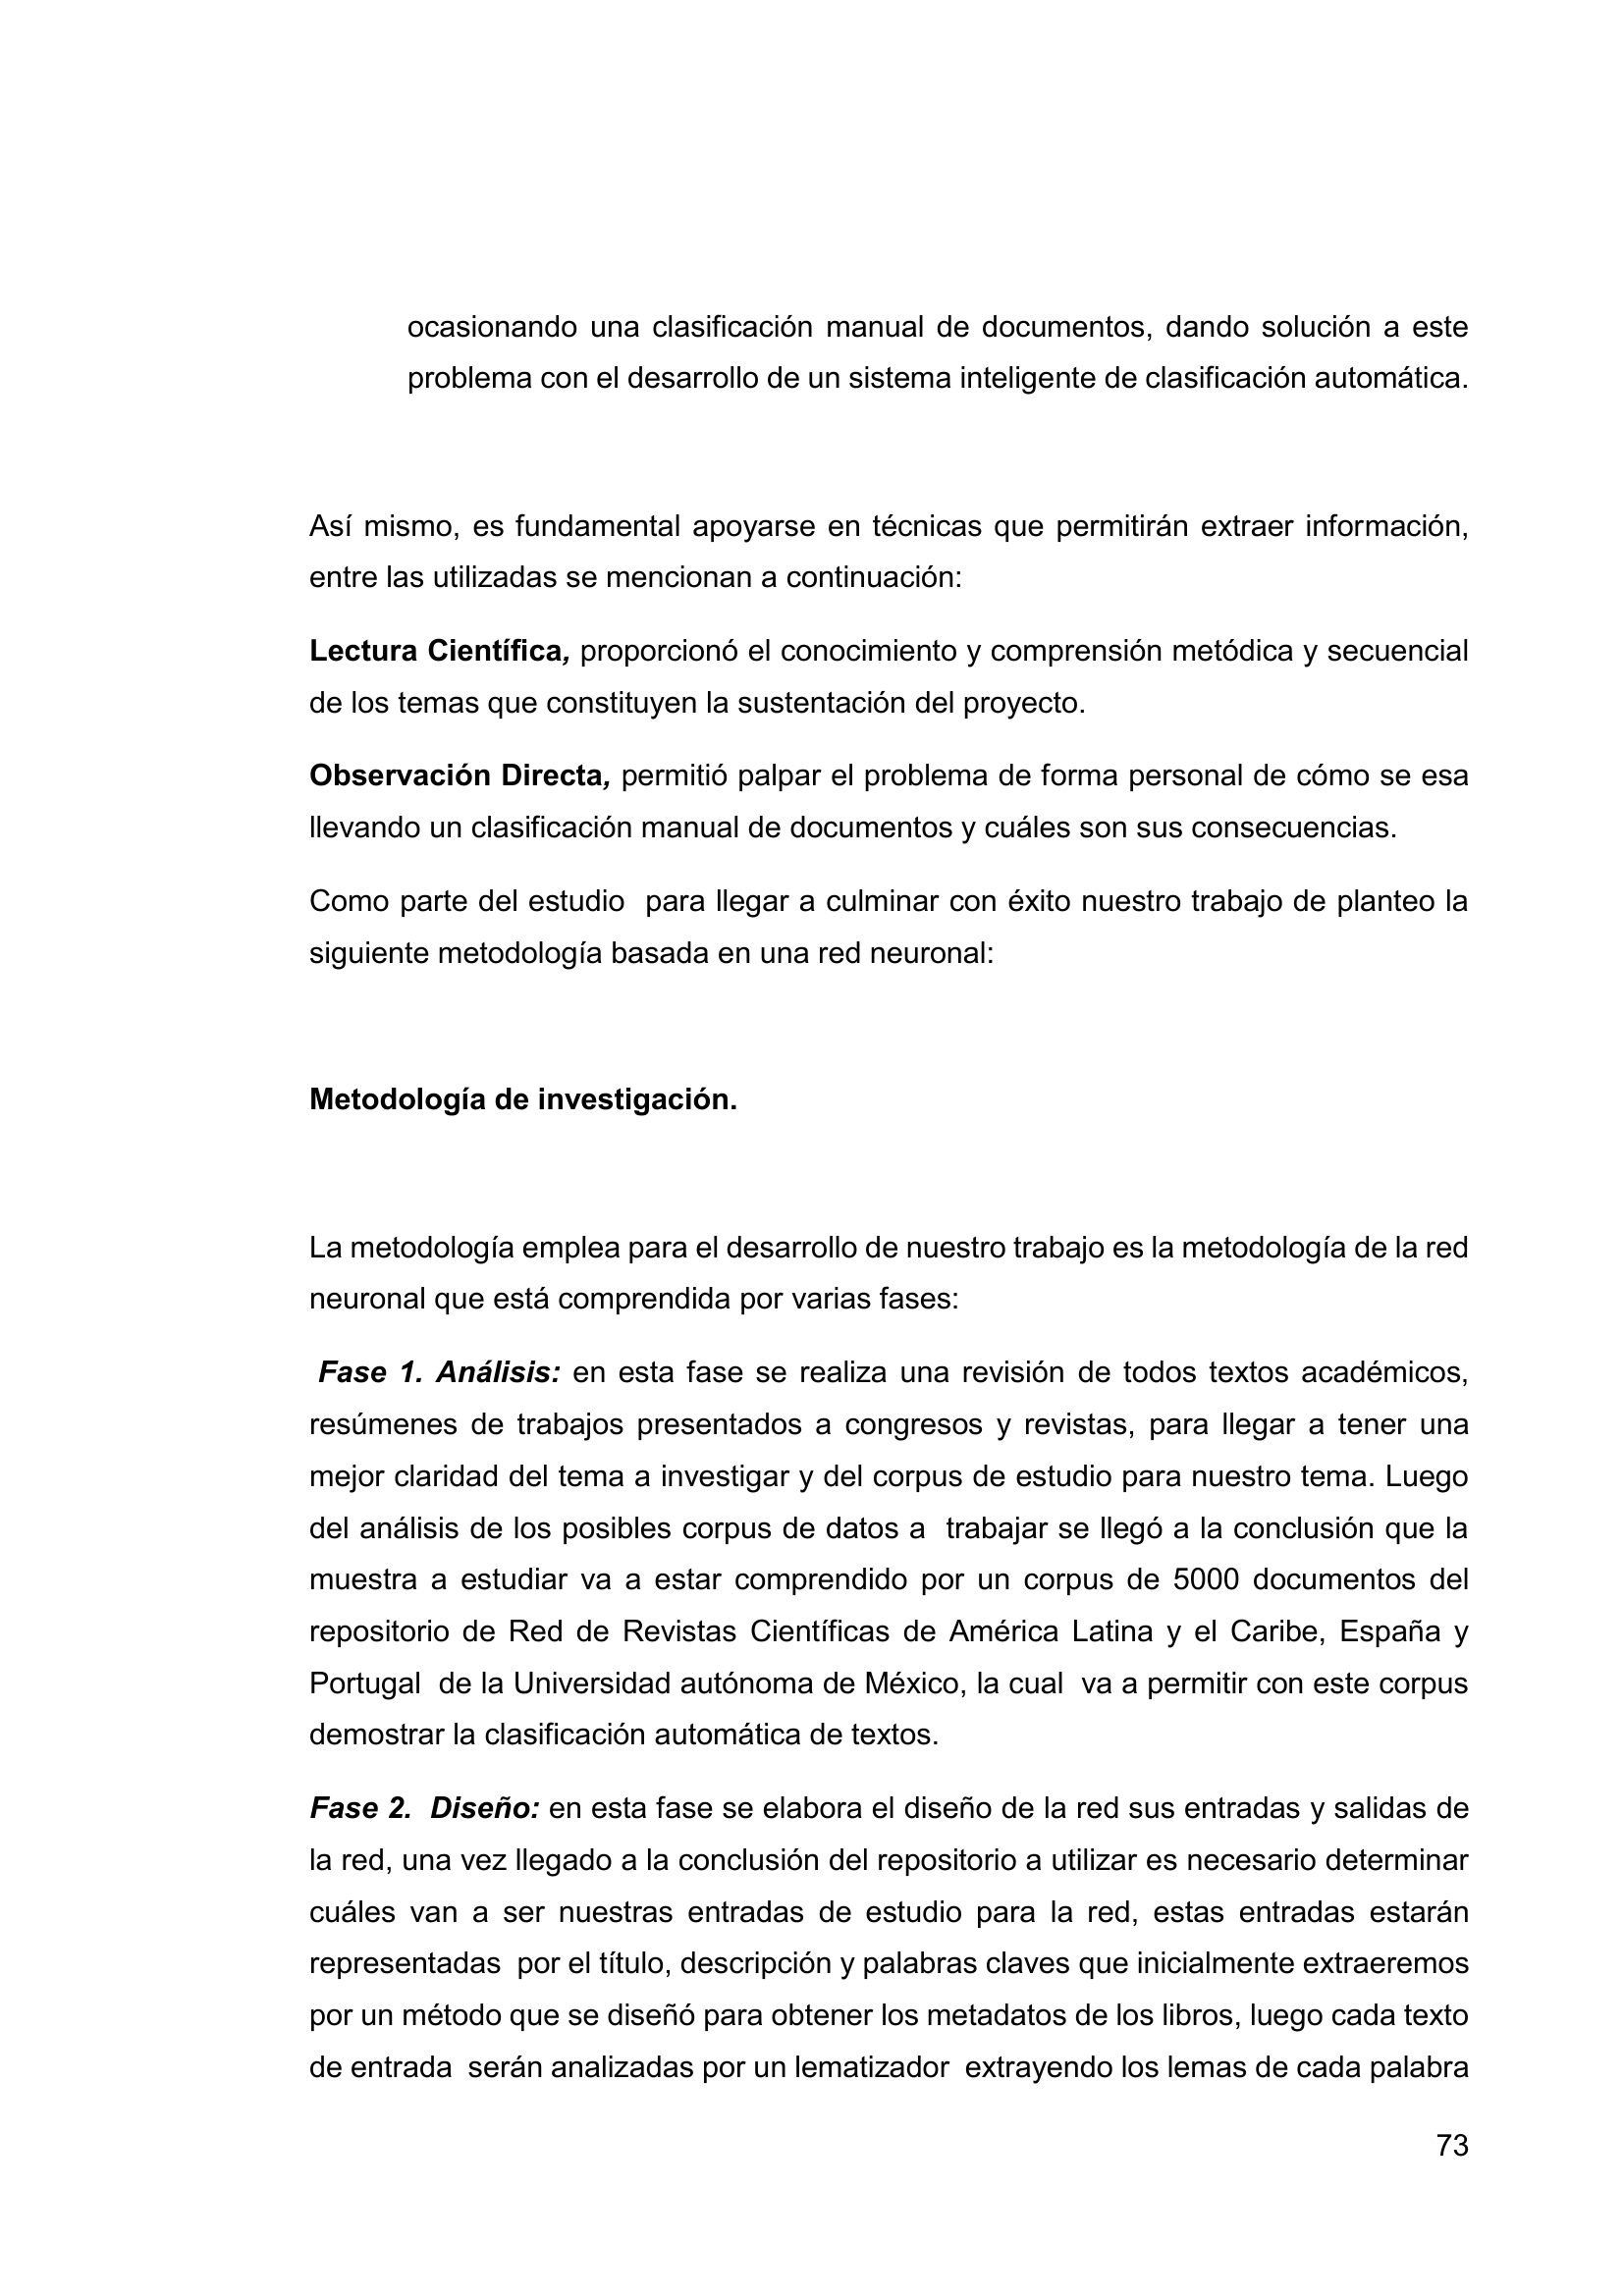 ocasionando una clasificación manual de documentos, dando solución a este
problema con el desarrollo de un sistema inteligente de clasificación automática.
Así mismo, es fundamental apoyarse en técnicas que permitirán extraer información,
entre las utilizadas se mencionan a continuación:
Lectura Científica, proporcionó el conocimiento y comprensión metódica y secuencial
de los temas que constituyen la sustentación del proyecto.
Observación Directa, permitió palpar el problema de forma personal de cómo se esa
llevando un clasificación manual de documentos y cuáles son sus consecuencias.
Como parte del estudio  para llegar a culminar con éxito nuestro trabajo de planteo la
siguiente metodología basada en una red neuronal:
Metodología de investigación.
La metodología emplea para el desarrollo de nuestro trabajo es la metodología de la red
neuronal que está comprendida por varias fases:
Fase 1. Análisis: en esta fase se realiza una revisión de todos textos académicos,
resúmenes de trabajos presentados a congresos y revistas, para llegar a tener una
mejor claridad del tema a investigar y del corpus de estudio para nuestro tema. Luego
del análisis de los posibles corpus de datos a  trabajar se llegó a la conclusión que la
muestra a estudiar va a estar comprendido por un corpus de 5000 documentos del
repositorio de Red de Revistas Científicas de América Latina y el Caribe, España y
Portugal  de la Universidad autónoma de México, la cual  va a permitir con este corpus
demostrar la clasificación automática de textos.
Fase 2.  Diseño: en esta fase se elabora el diseño de la red sus entradas y salidas de
la red, una vez llegado a la conclusión del repositorio a utilizar es necesario determinar
cuáles van a ser nuestras entradas de estudio para la red, estas entradas estarán
representadas  por el título, descripción y palabras claves que inicialmente extraeremos
por un método que se diseñó para obtener los metadatos de los libros, luego cada texto
de entrada  serán analizadas por un lematizador  extrayendo los lemas de cada palabra
73